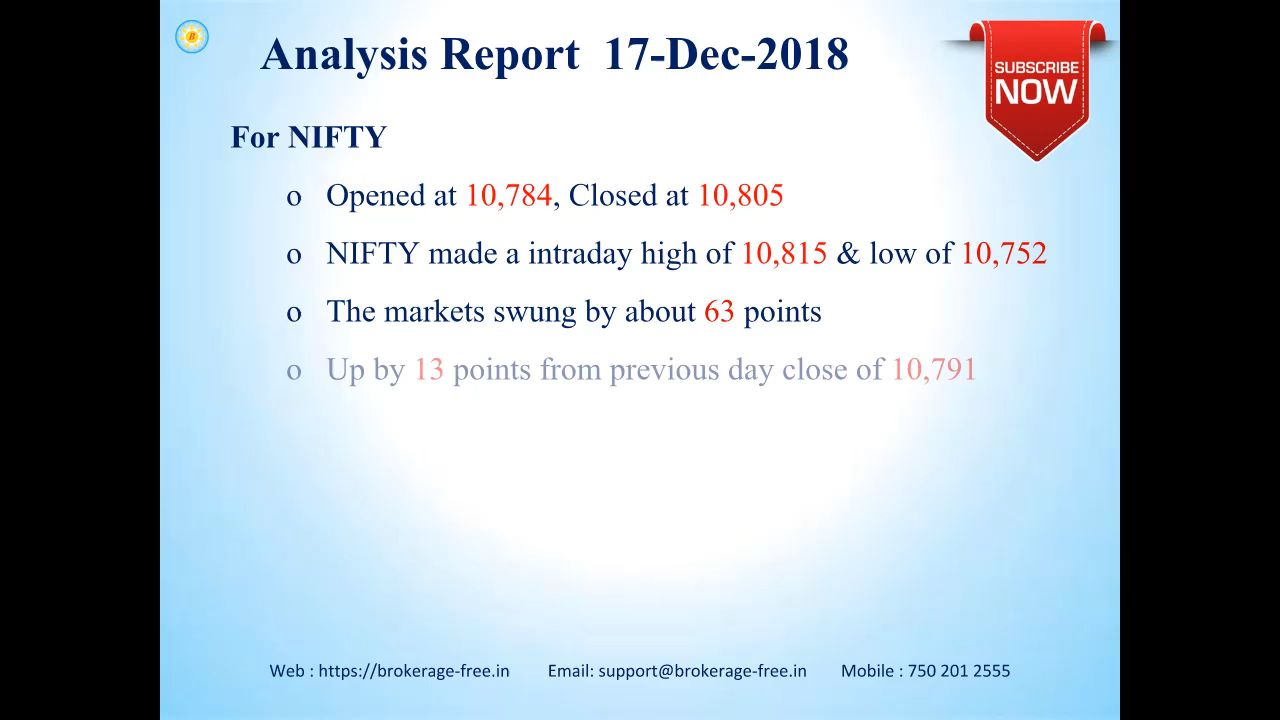 B
Analysis Report 17-Dec-2018
SUBSCRIBE
NOW
For NIFTY
o Opened at 10,784, Closed at 10,805
o NIFTY made a intraday high of 10,815 & low of 10,752
o The markets swung by about 63 points
o Up by 13 points from previous day close of 10,791
Web : https://brokerage-free.in Email: support@brokerage-free.in Mobile : 750 201 2555